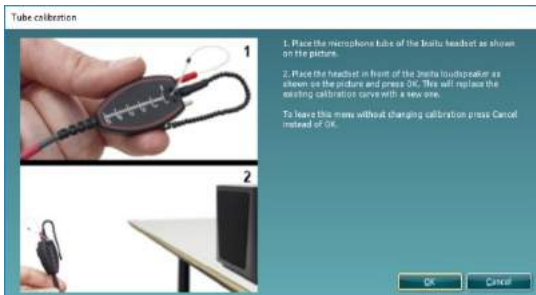 Tube calibration
1
1. Place the microphone tube of the Insitu headset as shown
on the picture.
2. Place the headset in front of the Insitu loudspeaker as
shown on the picture and press OK. This will replace the
existing calibration curve with a new one.
To leave this menu without changing calibration press Cancel
instead of OK.
2
OK
Cancel